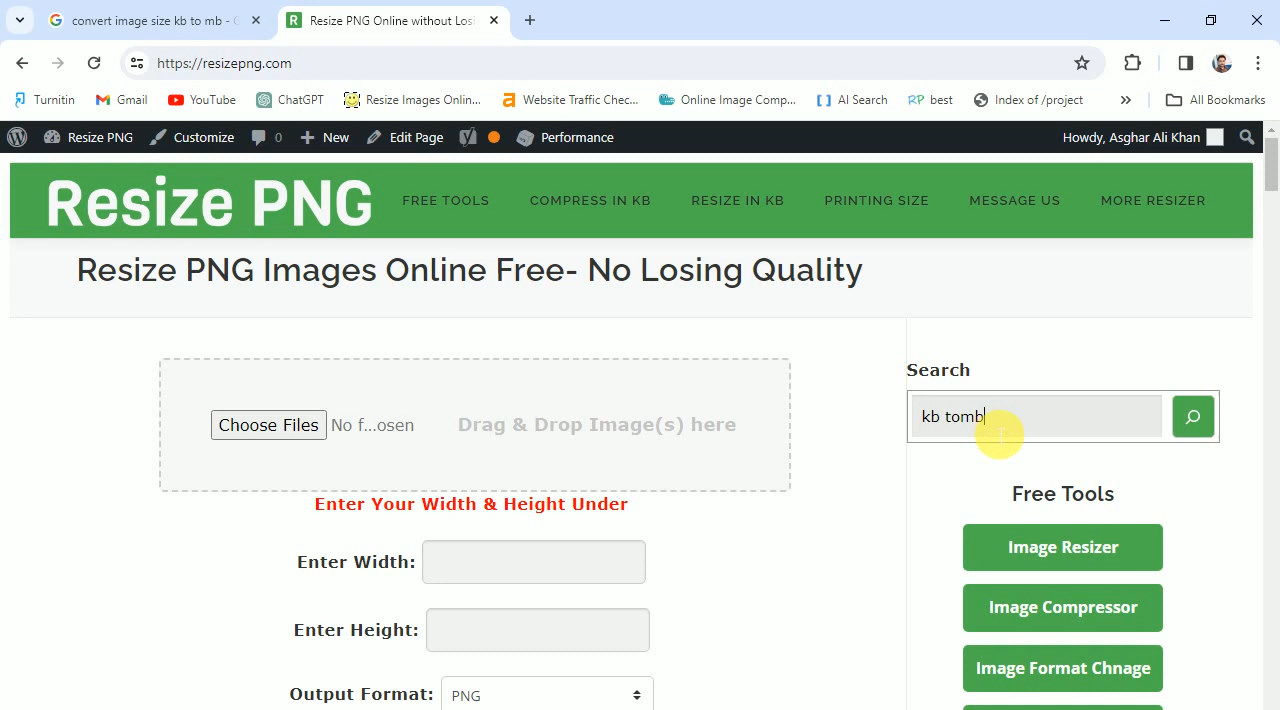 convert image size kb to mb - G
Resize PNG Online without Losi
https://resizepng.com
Turnitin
Gmail
YouTube
ChatGPT
Resize Images Onlin...
Website Traffic Chec...
Online Image Comp...
AI Search
RP best
Index of /project
All Bookmarks
Resize PNG
Customize
0
New
Edit Page
Performance
Howdy, Asghar Ali Khan
Resize PNG
FREE TOOLS
COMPRESS IN KB
RESIZE IN KB
PRINTING SIZE
MESSAGE US
MORE RESIZER
Resize PNG Images Online Free- No Losing Quality
Choose Files No f...osen
Drag & Drop Image(s) here
Enter Your Width & Height Under
Enter Width:
Enter Height:
Output Format: PNG
Search
kb tomb
Free Tools
Image Resizer
Image Compressor
Image Format Chnage